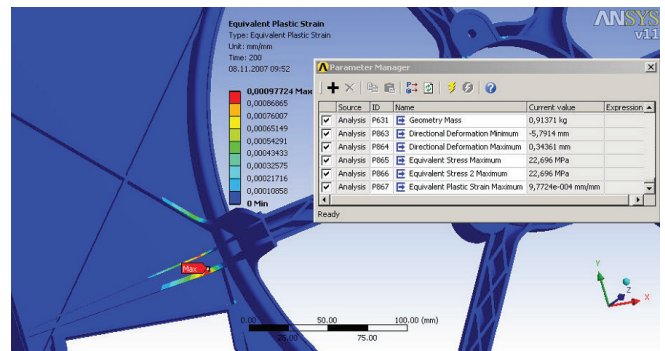 Equivalent Plastic Strain
Type: Equivalent Plastic Strain
Unit: mm/mm
Time: 200
08.11.2007 09:52
0,00097724 Max
0,00086865
0,00076007
0,00065149
0,00054291
0,00043433
0,00032575
0,00021716
0,00010858
0 Min
ANSYS
v11
Parameter Manager
Source ID Name Current value Expression
Analysis P631 Geometry Mass 0,91371 kg
Analysis P863 Directional Deformation Minimum -5,7914 mm
Analysis P864 Directional Deformation Maximum 0,34361 mm
Analysis P865 Equivalent Stress Maximum 22,696 MPa
Analysis P866 Equivalent Stress 2 Maximum 22,696 MPa
Analysis P867 Equivalent Plastic Strain Maximum 9,7724e-004 mm/mm
Ready
Max
0.00 50.00 100.00 (mm)
25.00 75.00
Y
Z
X